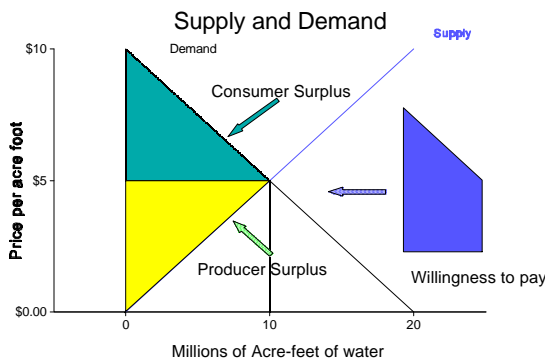 Supply and Demand
$10
Demand
Supply
Consumer Surplus
Price per acre foot
$5
Producer Surplus
Willingness to pay
$0.00
0
10
20
Millions of Acre-feet of water